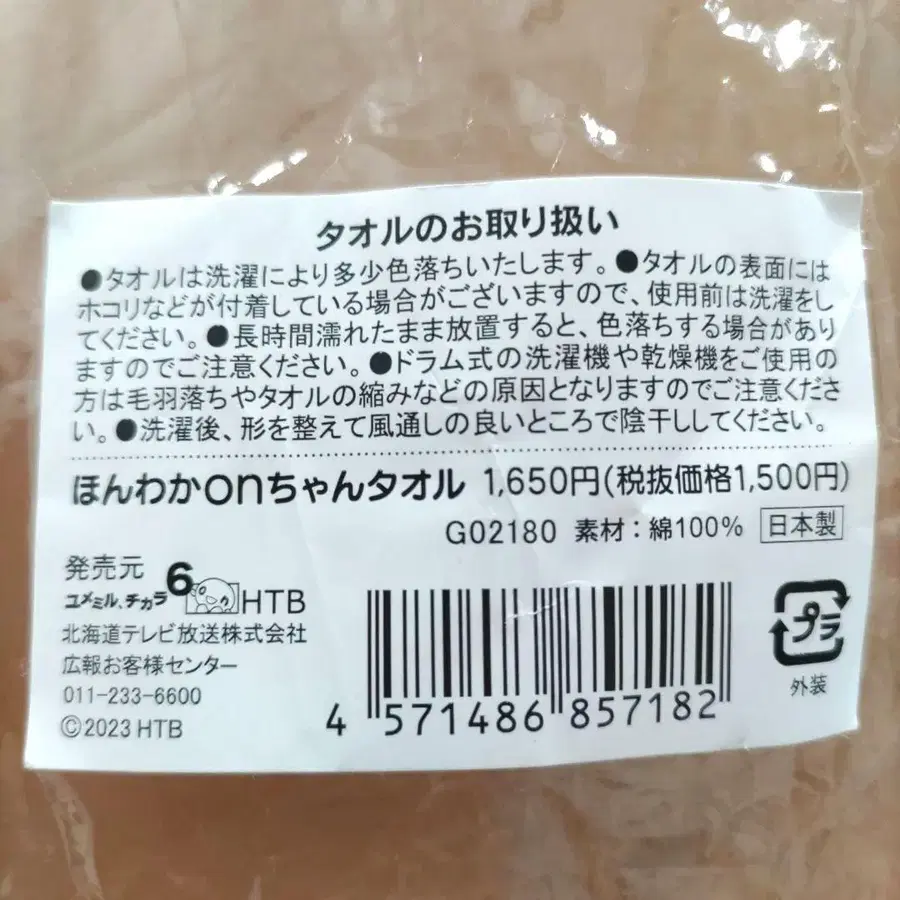 タオルのお取り扱い
●タオルは洗濯により多少色落ちいたします。●タオルの表面には
ホコリなどが付着している場合がございますので、使用前は洗濯をし
てください。●長時間濡れたまま放置すると、色落ちする場合があり
ますのでご注意ください。●ドラム式の洗濯機や乾燥機をご使用の
方は毛羽落ちやタオルの縮みなどの原因となりますのでご注意くださ
い。●洗濯後、形を整えて風通しの良いところで陰干ししてください。
ほんわかonちゃんタオル 1,650円(税抜価格1,500円)
G02180 素材:綿100% 日本製
発売元
ユメミル、チカラ 6 HTB
北海道テレビ放送株式会社
広報お客様センター
011-233-6600
©2023 HTB
4 571486 857182
プラ
外装